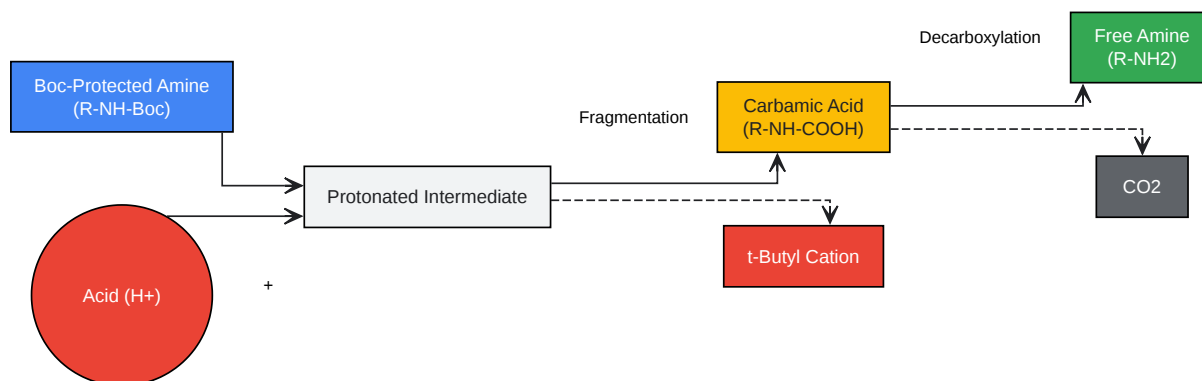 Boc-Protected Amine
(R-NH-Boc)
Acid (H+)
+
Protonated Intermediate
Fragmentation
Carbamic Acid
(R-NH-COOH)
t-Butyl Cation
Decarboxylation
Free Amine
(R-NH2)
CO2